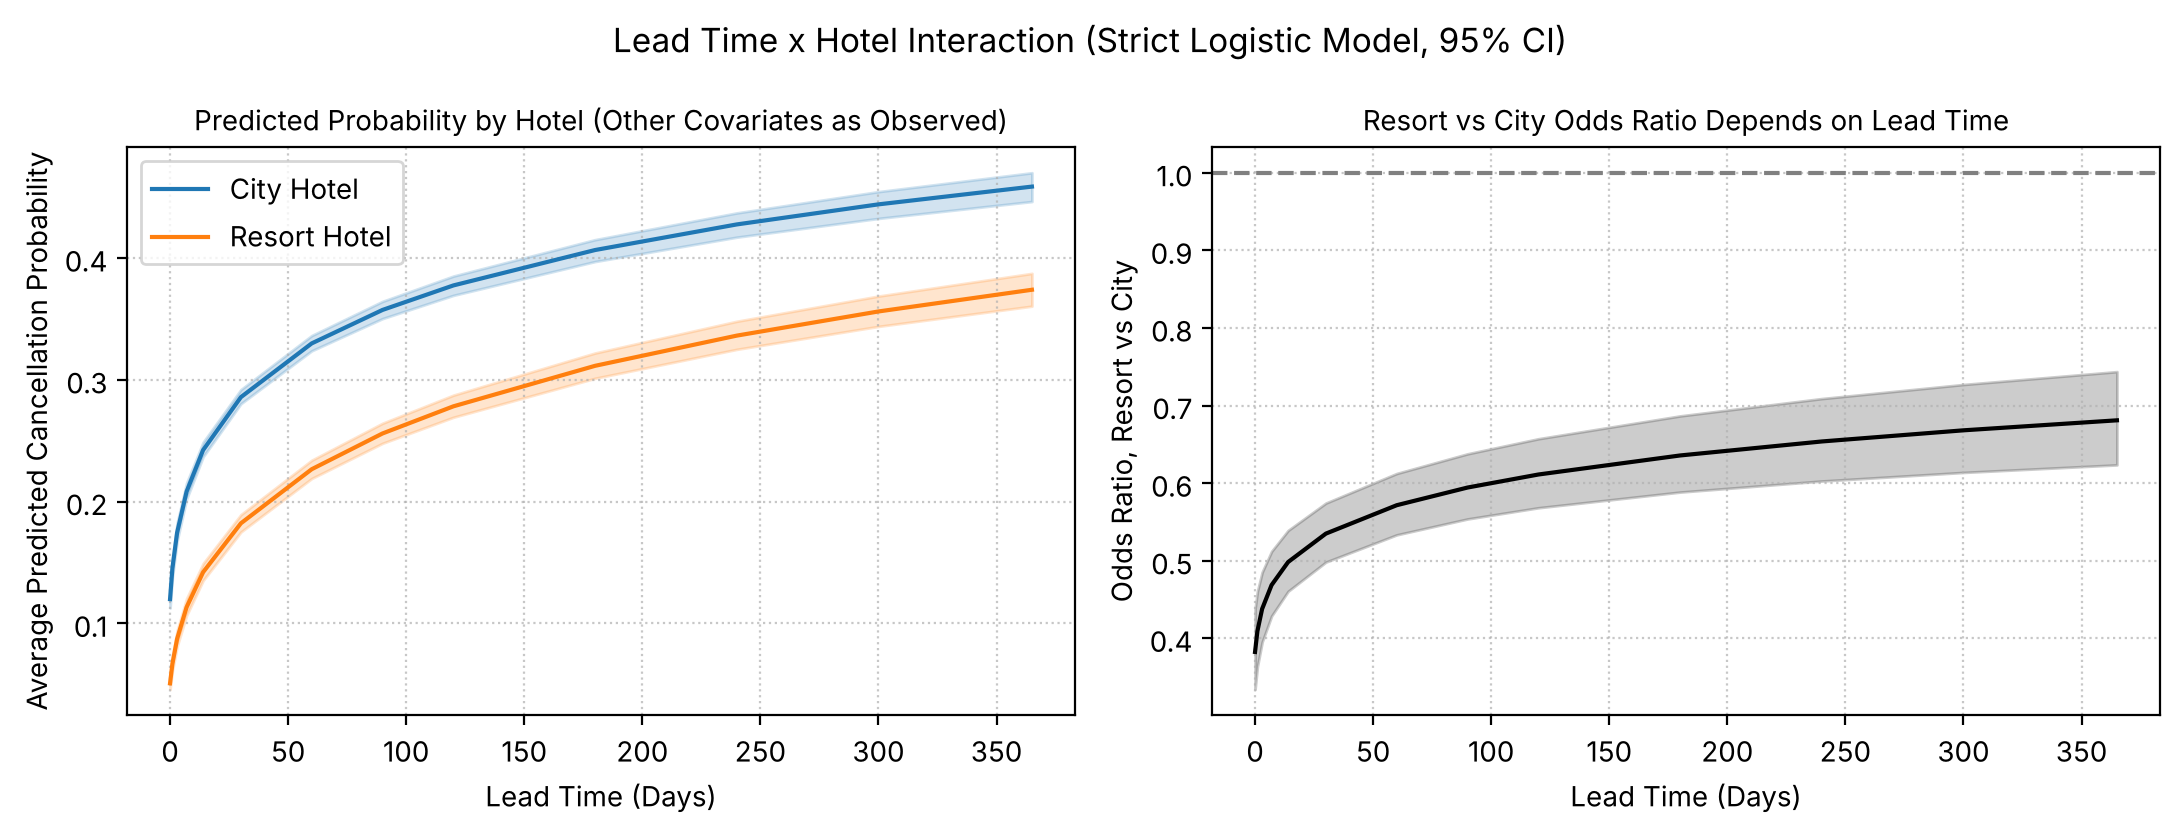 Lead Time x Hotel Interaction (Strict Logistic Model, 95% CI)
Predicted Probability by Hotel (Other Covariates as Observed)
Average Predicted Cancellation Probability
City Hotel
Resort Hotel
0.4
0.3
0.2
0.1
0 50 100 150 200 250 300 350
Lead Time (Days)
Resort vs City Odds Ratio Depends on Lead Time
Odds Ratio, Resort vs City
1.0
0.9
0.8
0.7
0.6
0.5
0.4
0 50 100 150 200 250 300 350
Lead Time (Days)